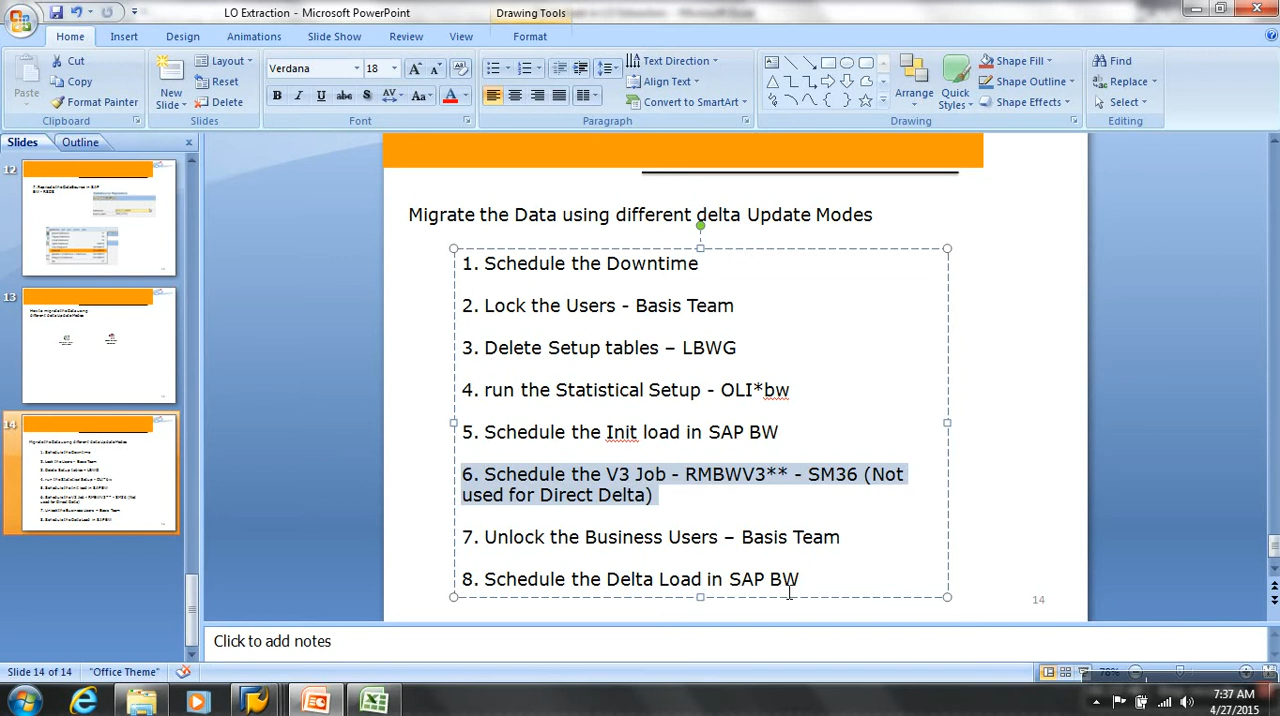 LO Extraction - Microsoft PowerPoint
Drawing Tools
Home
Insert
Design
Animations
Slide Show
Review
View
Format
Paste
Cut
Copy
Format Painter
Clipboard
New Slide
Layout
Reset
Delete
Slides
Verdana
18
Font
Text Direction
Align Text
Convert to SmartArt
Paragraph
Arrange
Quick Styles
Shape Fill
Shape Outline
Shape Effects
Drawing
Find
Replace
Select
Editing
Slides
Outline
12
13
14
Migrate the Data using different delta Update Modes
1. Schedule the Downtime
2. Lock the Users - Basis Team
3. Delete Setup tables – LBWG
4. run the Statistical Setup - OLI*bw
5. Schedule the Init load in SAP BW
6. Schedule the V3 Job - RMBWV3** - SM36 (Not
used for Direct Delta)
7. Unlock the Business Users – Basis Team
8. Schedule the Delta Load in SAP BW
14
Click to add notes
Slide 14 of 14
"Office Theme"
78%
7:37 AM
4/27/2015